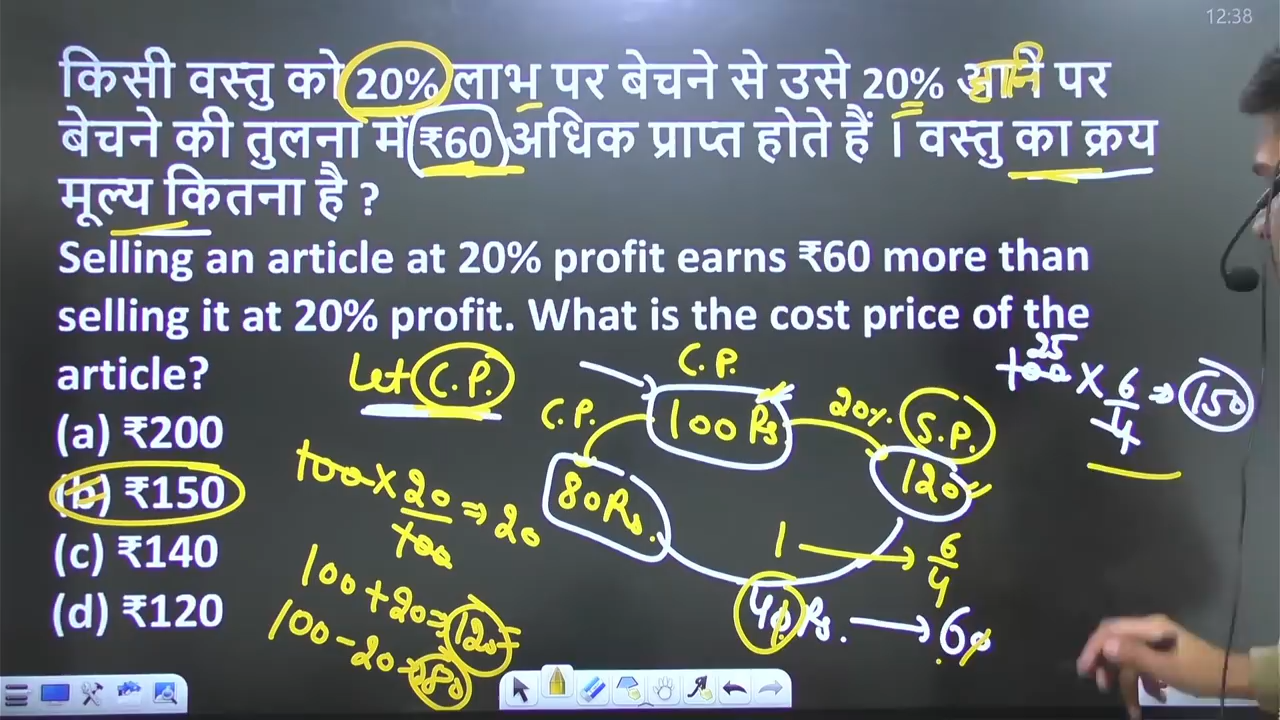 12:38
किसी वस्तु को 20% लाभ पर बेचने से उसे 20% हानि पर
बेचने की तुलना में ₹60 अधिक प्राप्त होते हैं । वस्तु का क्रय
मूल्य कितना है ?
Selling an article at 20% profit earns ₹60 more than
selling it at 20% profit. What is the cost price of the
article?
(a) ₹200
(b) ₹150
(c) ₹140
(d) ₹120
Let C.P.
C.P.
100 Rs
20% S.P.
120
C.P.
80 Rs.
100 × 20/100 ⇒ 20
100 + 20 = 120
100 - 20 ⇒ 80
1 → 6/4
40 Rs. → 60
25
100 × 6/4 ⇒ 150